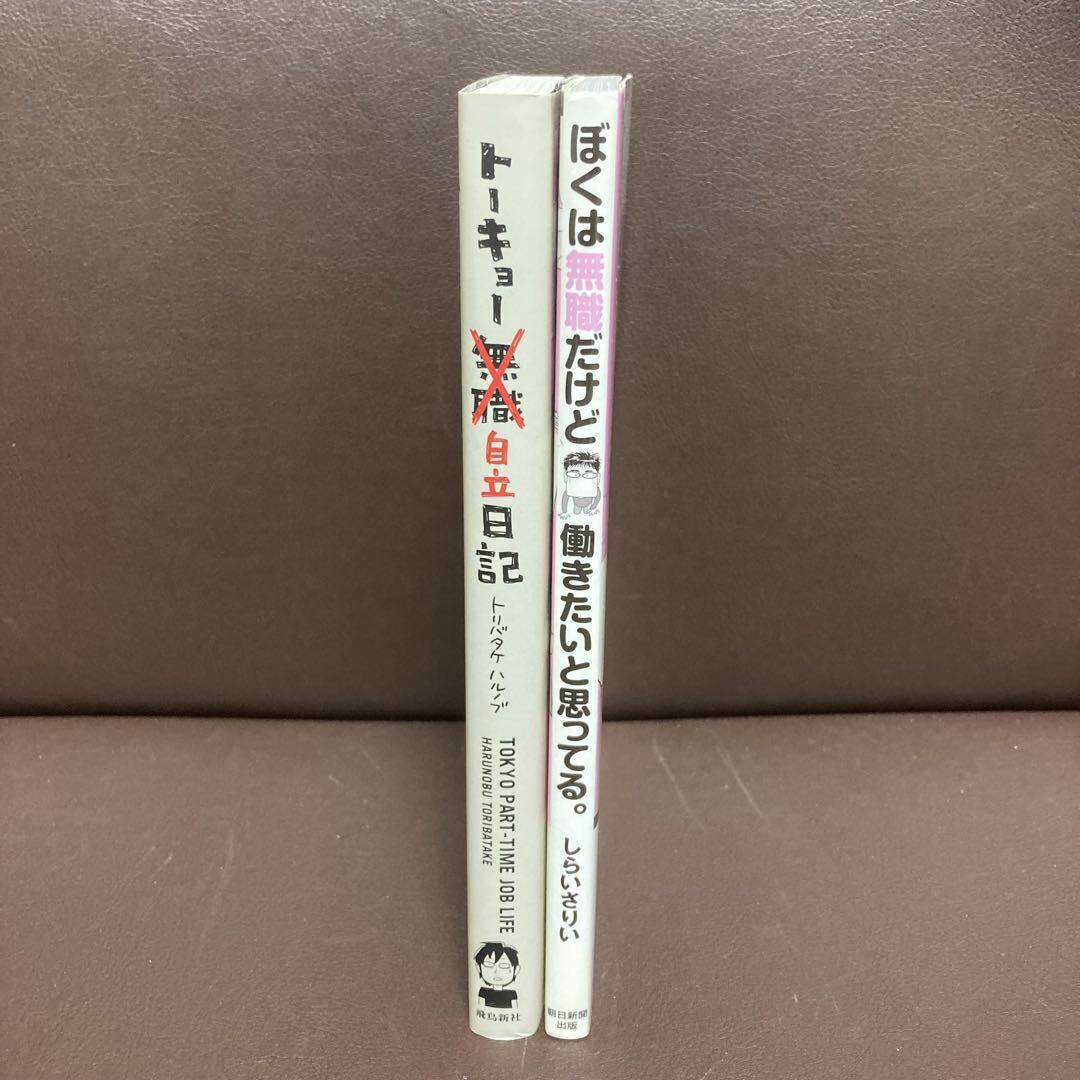 トーキョー
無職
自立
日記
トリバタケ ハルノブ
TOKYO PART-TIME JOB LIFE
HARUNOBU TORIBATAKE
飛鳥新社
ぼくは無職だけど
働きたいと思ってる。
しらいさりい
朝日新聞
出版